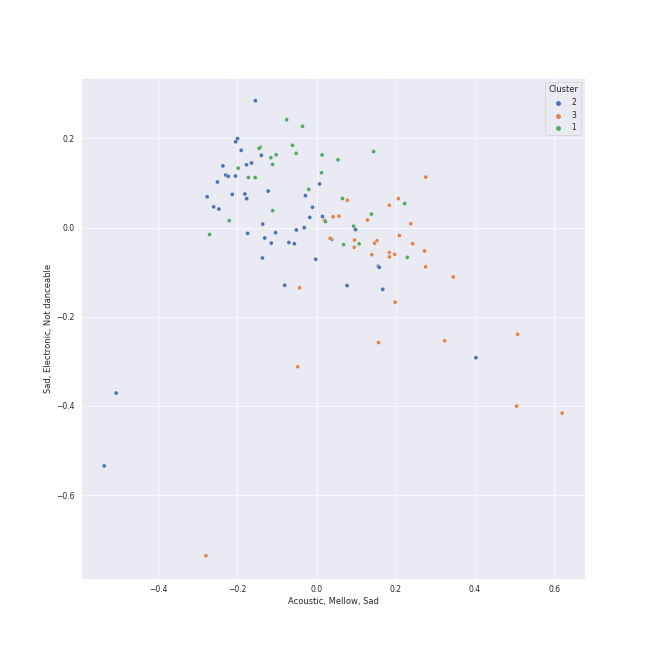 Cluster
2
3
1
0.2
0.0
−0.2
−0.4
−0.6
Sad, Electronic, Not danceable
−0.4 −0.2 0.0 0.2 0.4 0.6
Acoustic, Mellow, Sad